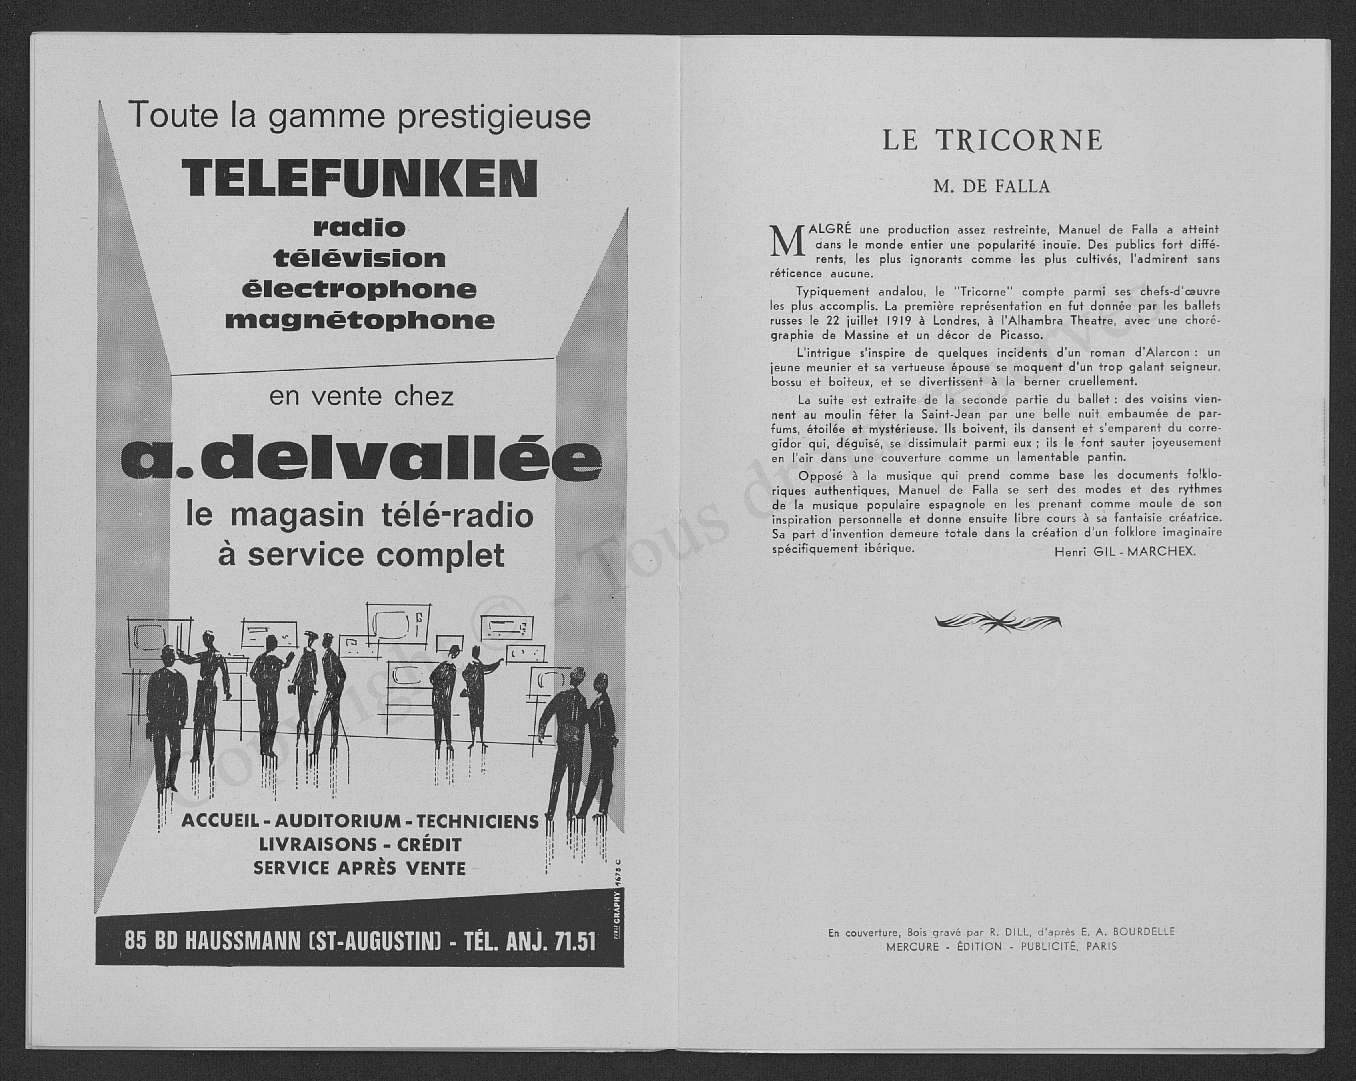 Toute la gamme prestigieuse
TELEFUNKEN
radio
télévision
électrophone
magnétophone
en vente chez
a.delvallée
le magasin télé-radio
à service complet
ACCUEIL - AUDITORIUM - TECHNICIENS
LIVRAISONS - CRÉDIT
SERVICE APRÈS VENTE
GRAPHY 1678 C
85 BD HAUSSMANN (ST-AUGUSTIN) - TÉL. ANJ. 71.51
LE TRICORNE
M. DE FALLA
MALGRÉ une production assez restreinte, Manuel de Falla a atteint
dans le monde entier une popularité inouïe. Des publics fort diffé-
rents, les plus ignorants comme les plus cultivés, l'admirent sans
réticence aucune.
Typiquement andalou, le "Tricorne" compte parmi ses chefs-d'œuvre
les plus accomplis. La première représentation en fut donnée par les ballets
russes le 22 juillet 1919 à Londres, à l'Alhambra Theatre, avec une choré-
graphie de Massine et un décor de Picasso.
L'intrigue s'inspire de quelques incidents d'un roman d'Alarcon : un
jeune meunier et sa vertueuse épouse se moquent d'un trop galant seigneur,
bossu et boiteux, et se divertissent à la berner cruellement.
La suite est extraite de la seconde partie du ballet : des voisins vien-
nent au moulin fêter la Saint-Jean par une belle nuit embaumée de par-
fums, étoilée et mystérieuse. Ils boivent, ils dansent et s'emparent du corre-
gidor qui, déguisé, se dissimulait parmi eux ; ils le font sauter joyeusement
en l'air dans une couverture comme un lamentable pantin.
Opposé à la musique qui prend comme base les documents folklo-
riques authentiques, Manuel de Falla se sert des modes et des rythmes
de la musique populaire espagnole en les prenant comme moule de son
inspiration personnelle et donne ensuite libre cours à sa fantaisie créatrice.
Sa part d'invention demeure totale dans la création d'un folklore imaginaire
spécifiquement ibérique.
Henri GIL - MARCHEX.
En couverture, Bois gravé par R. DILL, d'après E. A. BOURDELLE
MERCURE - ÉDITION - PUBLICITÉ, PARIS
Copyright © - Tous droits réservés